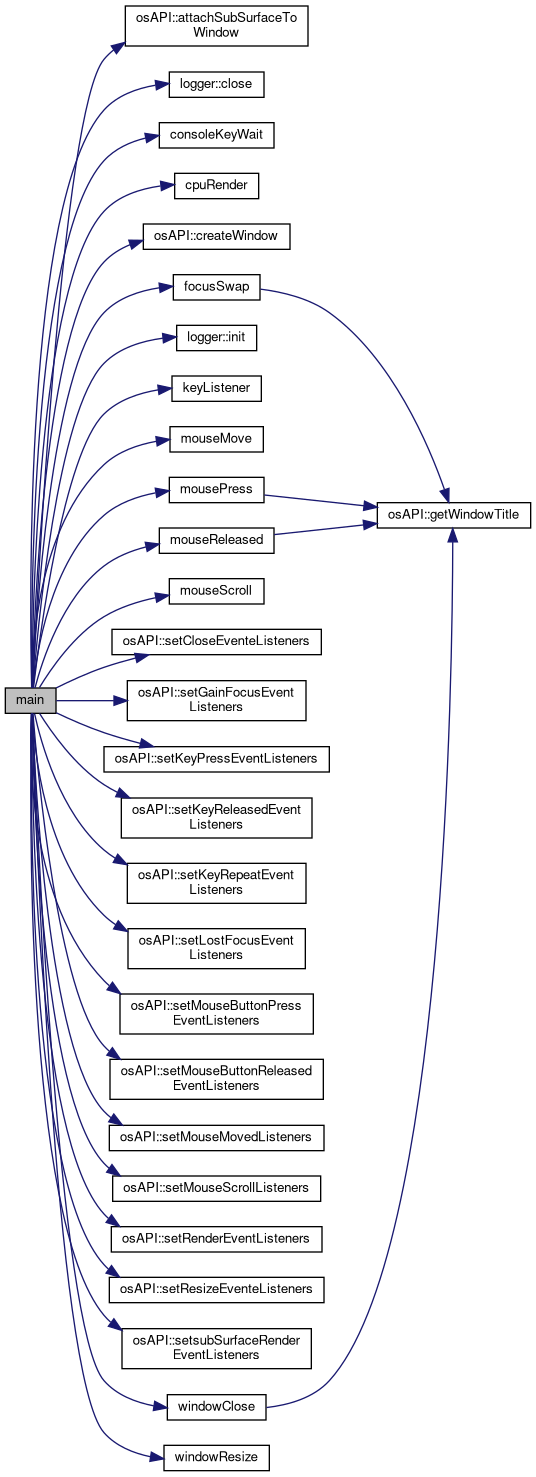 osAPI::attachSubSurfaceTo
Window
logger::close
consoleKeyWait
cpuRender
osAPI::createWindow
focusSwap
logger::init
keyListener
mouseMove
mousePress
osAPI::getWindowTitle
mouseReleased
mouseScroll
osAPI::setCloseEventeListeners
main
osAPI::setGainFocusEvent
Listeners
osAPI::setKeyPressEventListeners
osAPI::setKeyReleasedEvent
Listeners
osAPI::setKeyRepeatEvent
Listeners
osAPI::setLostFocusEvent
Listeners
osAPI::setMouseButtonPress
EventListeners
osAPI::setMouseButtonReleased
EventListeners
osAPI::setMouseMovedListeners
osAPI::setMouseScrollListeners
osAPI::setRenderEventListeners
osAPI::setResizeEventeListeners
osAPI::setsubSurfaceRender
EventListeners
windowClose
windowResize